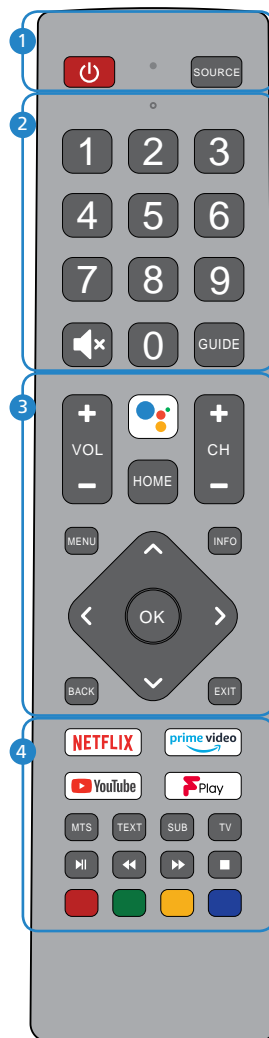 1
SOURCE
2
1 2 3
4 5 6
7 8 9
0 GUIDE
3
+ +
VOL CH
HOME
− −
MENU INFO
OK
BACK EXIT
4
NETFLIX prime video
YouTube FPlay
MTS TEXT SUB TV